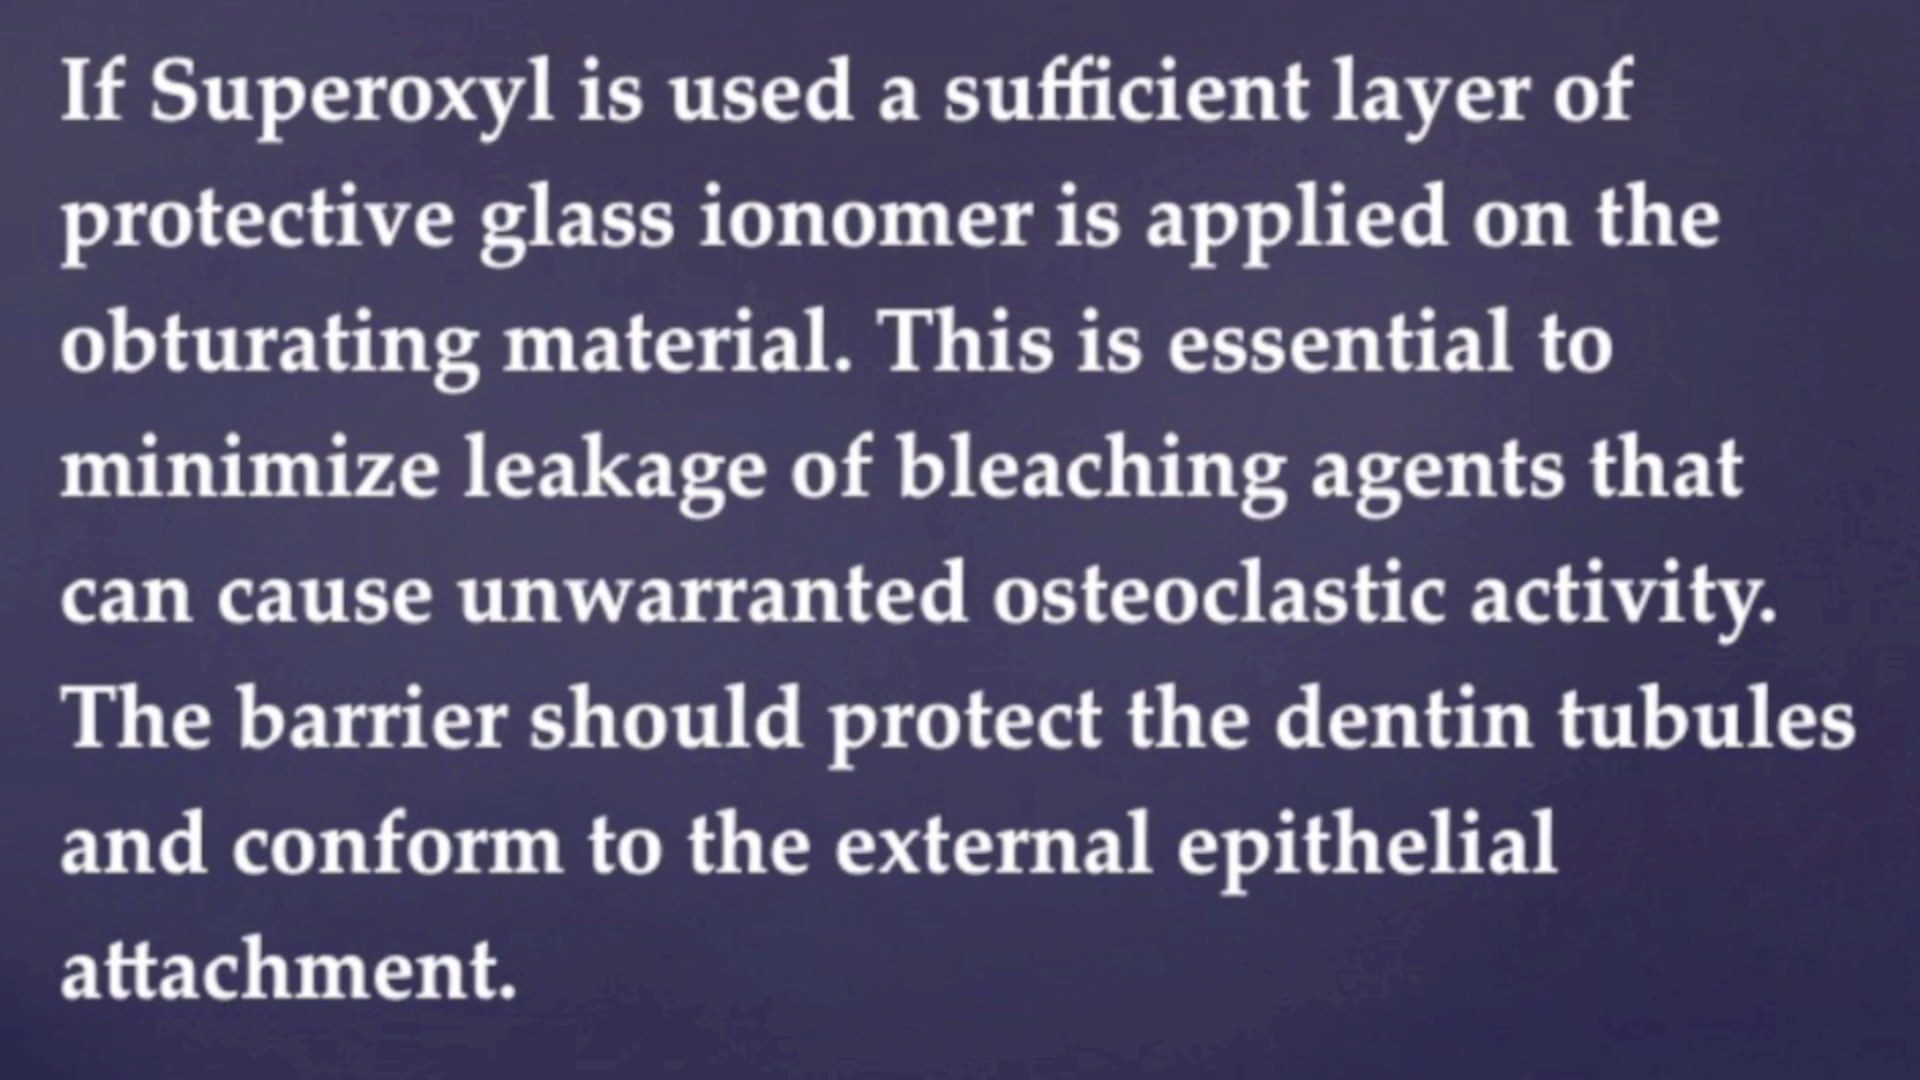 If Superoxyl is used a sufficient layer of
protective glass ionomer is applied on the
obturating material. This is essential to
minimize leakage of bleaching agents that
can cause unwarranted osteoclastic activity.
The barrier should protect the dentin tubules
and conform to the external epithelial
attachment.